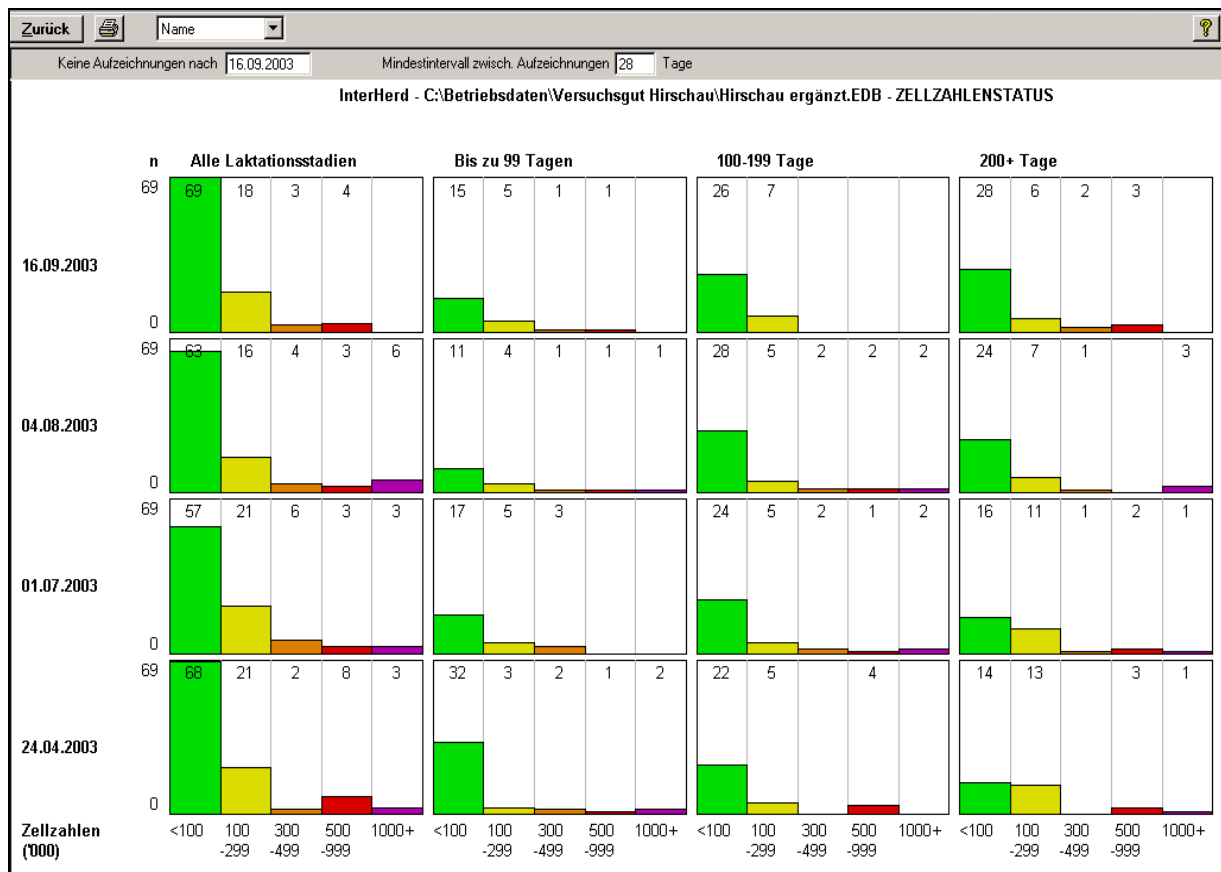 Zurück Name ?
Keine Aufzeichnungen nach 16.09.2003 Mindestintervall zwisch. Aufzeichnungen 28 Tage
InterHerd - C:\Betriebsdaten\Versuchsgut Hirschau\Hirschau ergänzt.EDB - ZELLZAHLENSTATUS
n Alle Laktationsstadien Bis zu 99 Tagen 100-199 Tage 200+ Tage
69 69 18 3 4 15 5 1 1 26 7 28 6 2 3
16.09.2003
0
69 63 16 4 3 6 11 4 1 1 1 28 5 2 2 2 24 7 1 3
04.08.2003
0
69 57 21 6 3 3 17 5 3 24 5 2 1 2 16 11 1 2 1
01.07.2003
0
69 68 21 2 8 3 32 3 2 1 2 22 5 4 14 13 3 1
24.04.2003
0
Zellzahlen <100 100 300 500 1000+ <100 100 300 500 1000+ <100 100 300 500 1000+ <100 100 300 500 1000+
('000) -299 -499 -999 -299 -499 -999 -299 -499 -999 -299 -499 -999